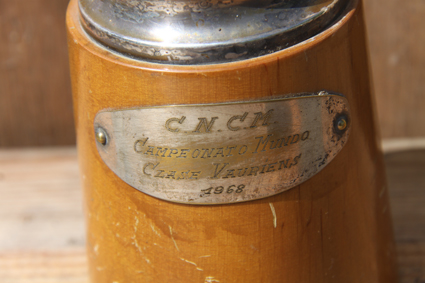 C.N.C.M.
CAMPEONATO MUNDO
CLASE VAURIENS
1968